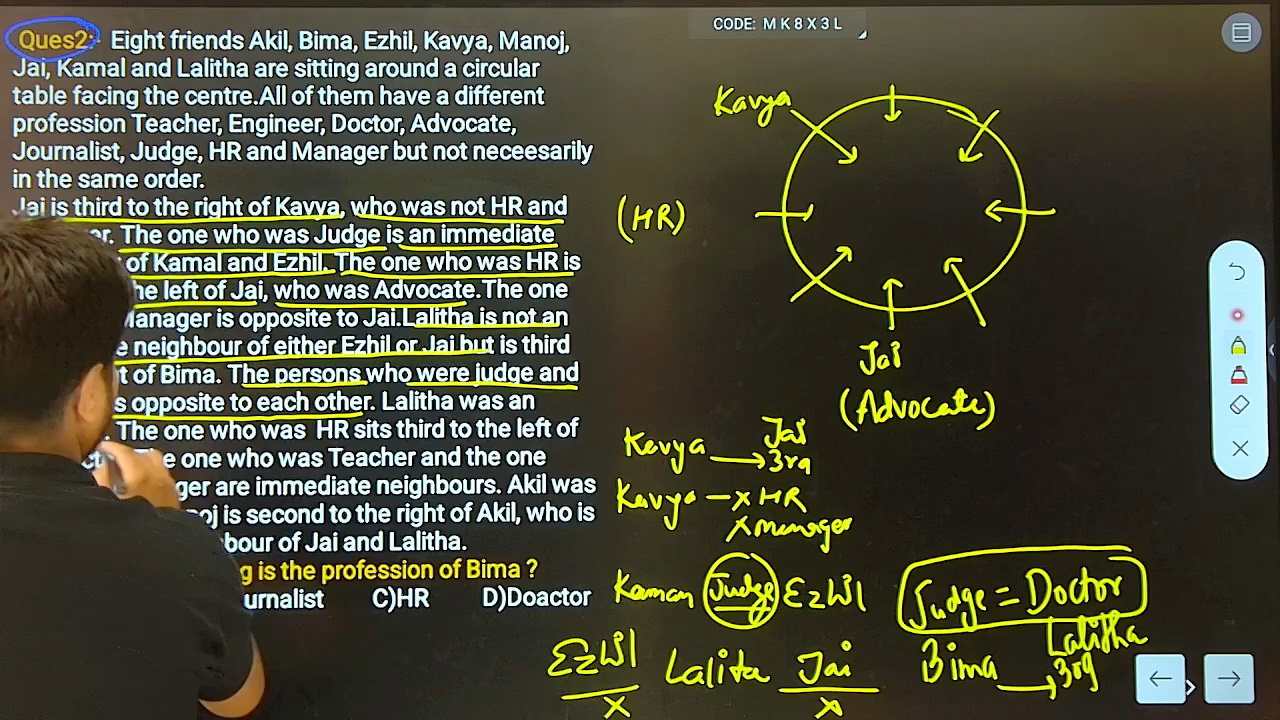 CODE: MK8X3L
Ques2:- Eight friends Akil, Bima, Ezhil, Kavya, Manoj,
Jai, Kamal and Lalitha are sitting around a circular
table facing the centre.All of them have a different
profession Teacher, Engineer, Doctor, Advocate,
Journalist, Judge, HR and Manager but not neceesarily
in the same order.
Jai is third to the right of Kavya, who was not HR and
The one who was Judge is an immediate
of Kamal and Ezhil. The one who was HR is
he left of Jai, who was Advocate.The one
Manager is opposite to Jai.Lalitha is not an
neighbour of either Ezhil or Jai but is third
of Bima. The persons who were judge and
opposite to each other. Lalitha was an
The one who was HR sits third to the left of
one who was Teacher and the one
ger are immediate neighbours. Akil was
oj is second to the right of Akil, who is
bour of Jai and Lalitha.
g is the profession of Bima ?
urnalist C)HR D)Doactor
Kavya
(HR)
Jai
(Advocate)
Kavya → Jai
3rd
Kavya - x HR
x manager
Kaman Judge Ezhil
Judge = Doctor
Ezhil Lalita Jai
x x
Bima → Lalitha
3rd